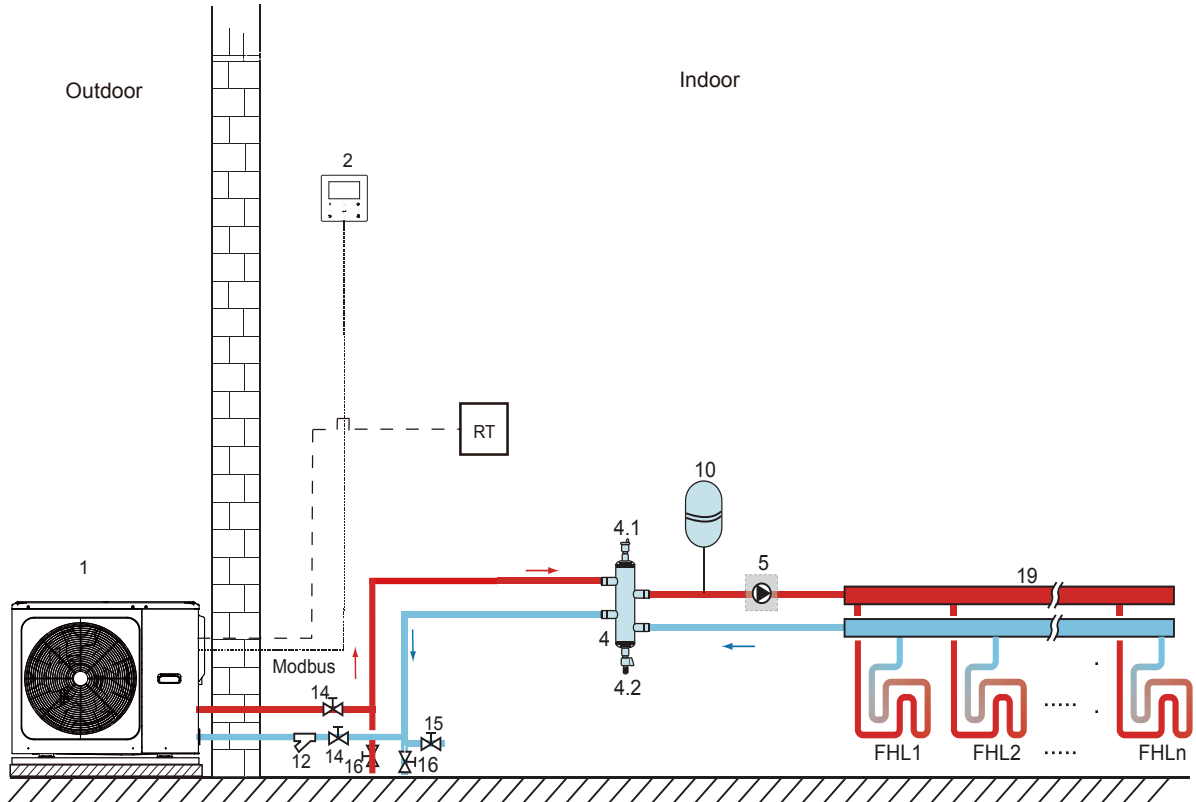 Outdoor
Indoor
2
RT
10
4.1
5
1
19
4
Modbus
4.2
14
15
12
14
16
16
FHL1
FHL2
.....
FHLn